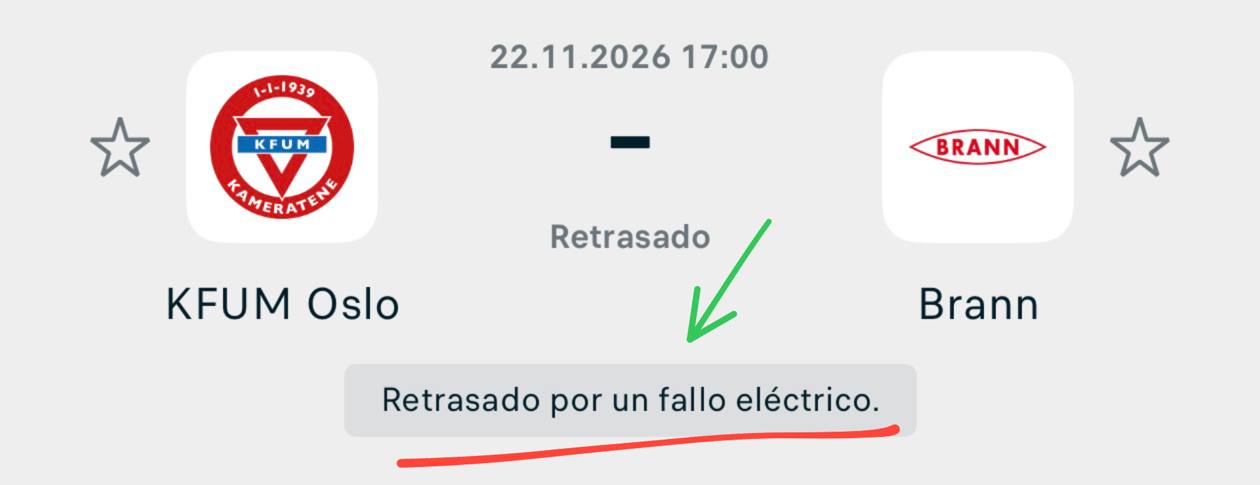 22.11.2026 17:00
1-1-1939
KFUM
KAMERATENE
BRANN
Retrasado
KFUM Oslo
Brann
Retrasado por un fallo eléctrico.